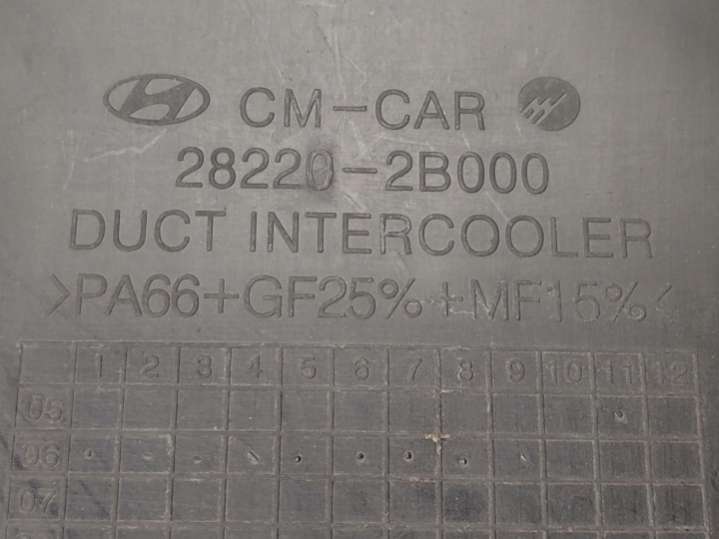 CM-CAR
28220-2B000
DUCT INTERCOOLER
>PA66+GF25%+MF15%<
1 2 3 4 5 6 7 8 9 10 11 12
05
06
07